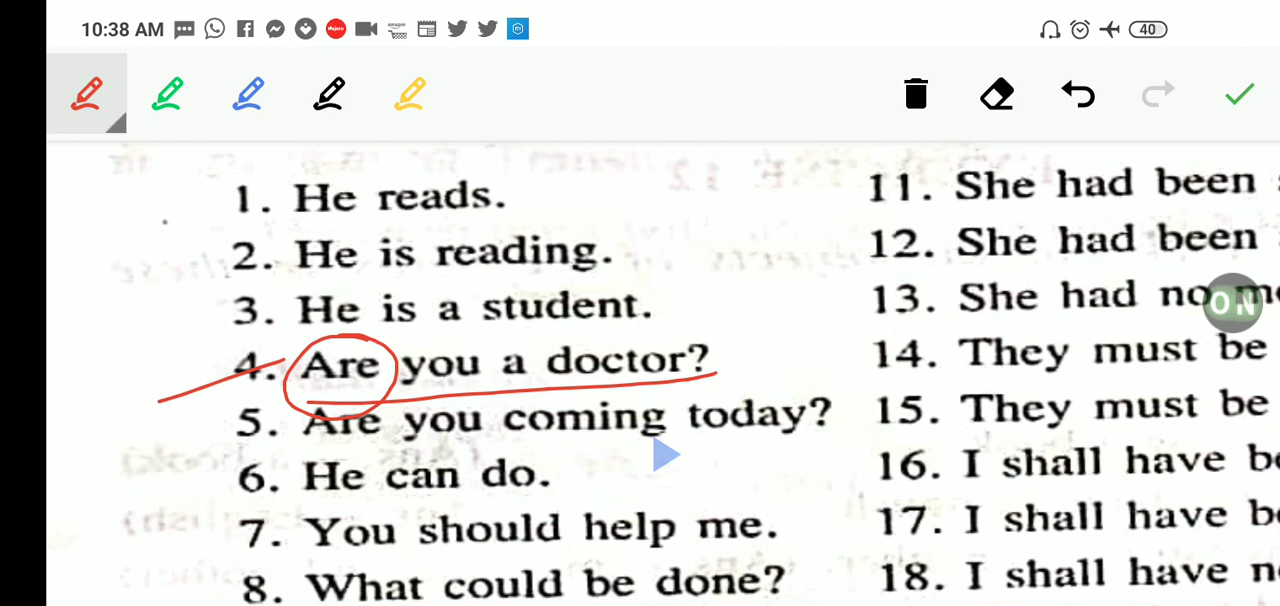 10:38 AM
40
1. He reads.
2. He is reading.
3. He is a student.
4. Are you a doctor?
5. Are you coming today?
6. He can do.
7. You should help me.
8. What could be done?
11. She had been
12. She had been
13. She had no
14. They must be
15. They must be
16. I shall have
17. I shall have
18. I shall have
ON